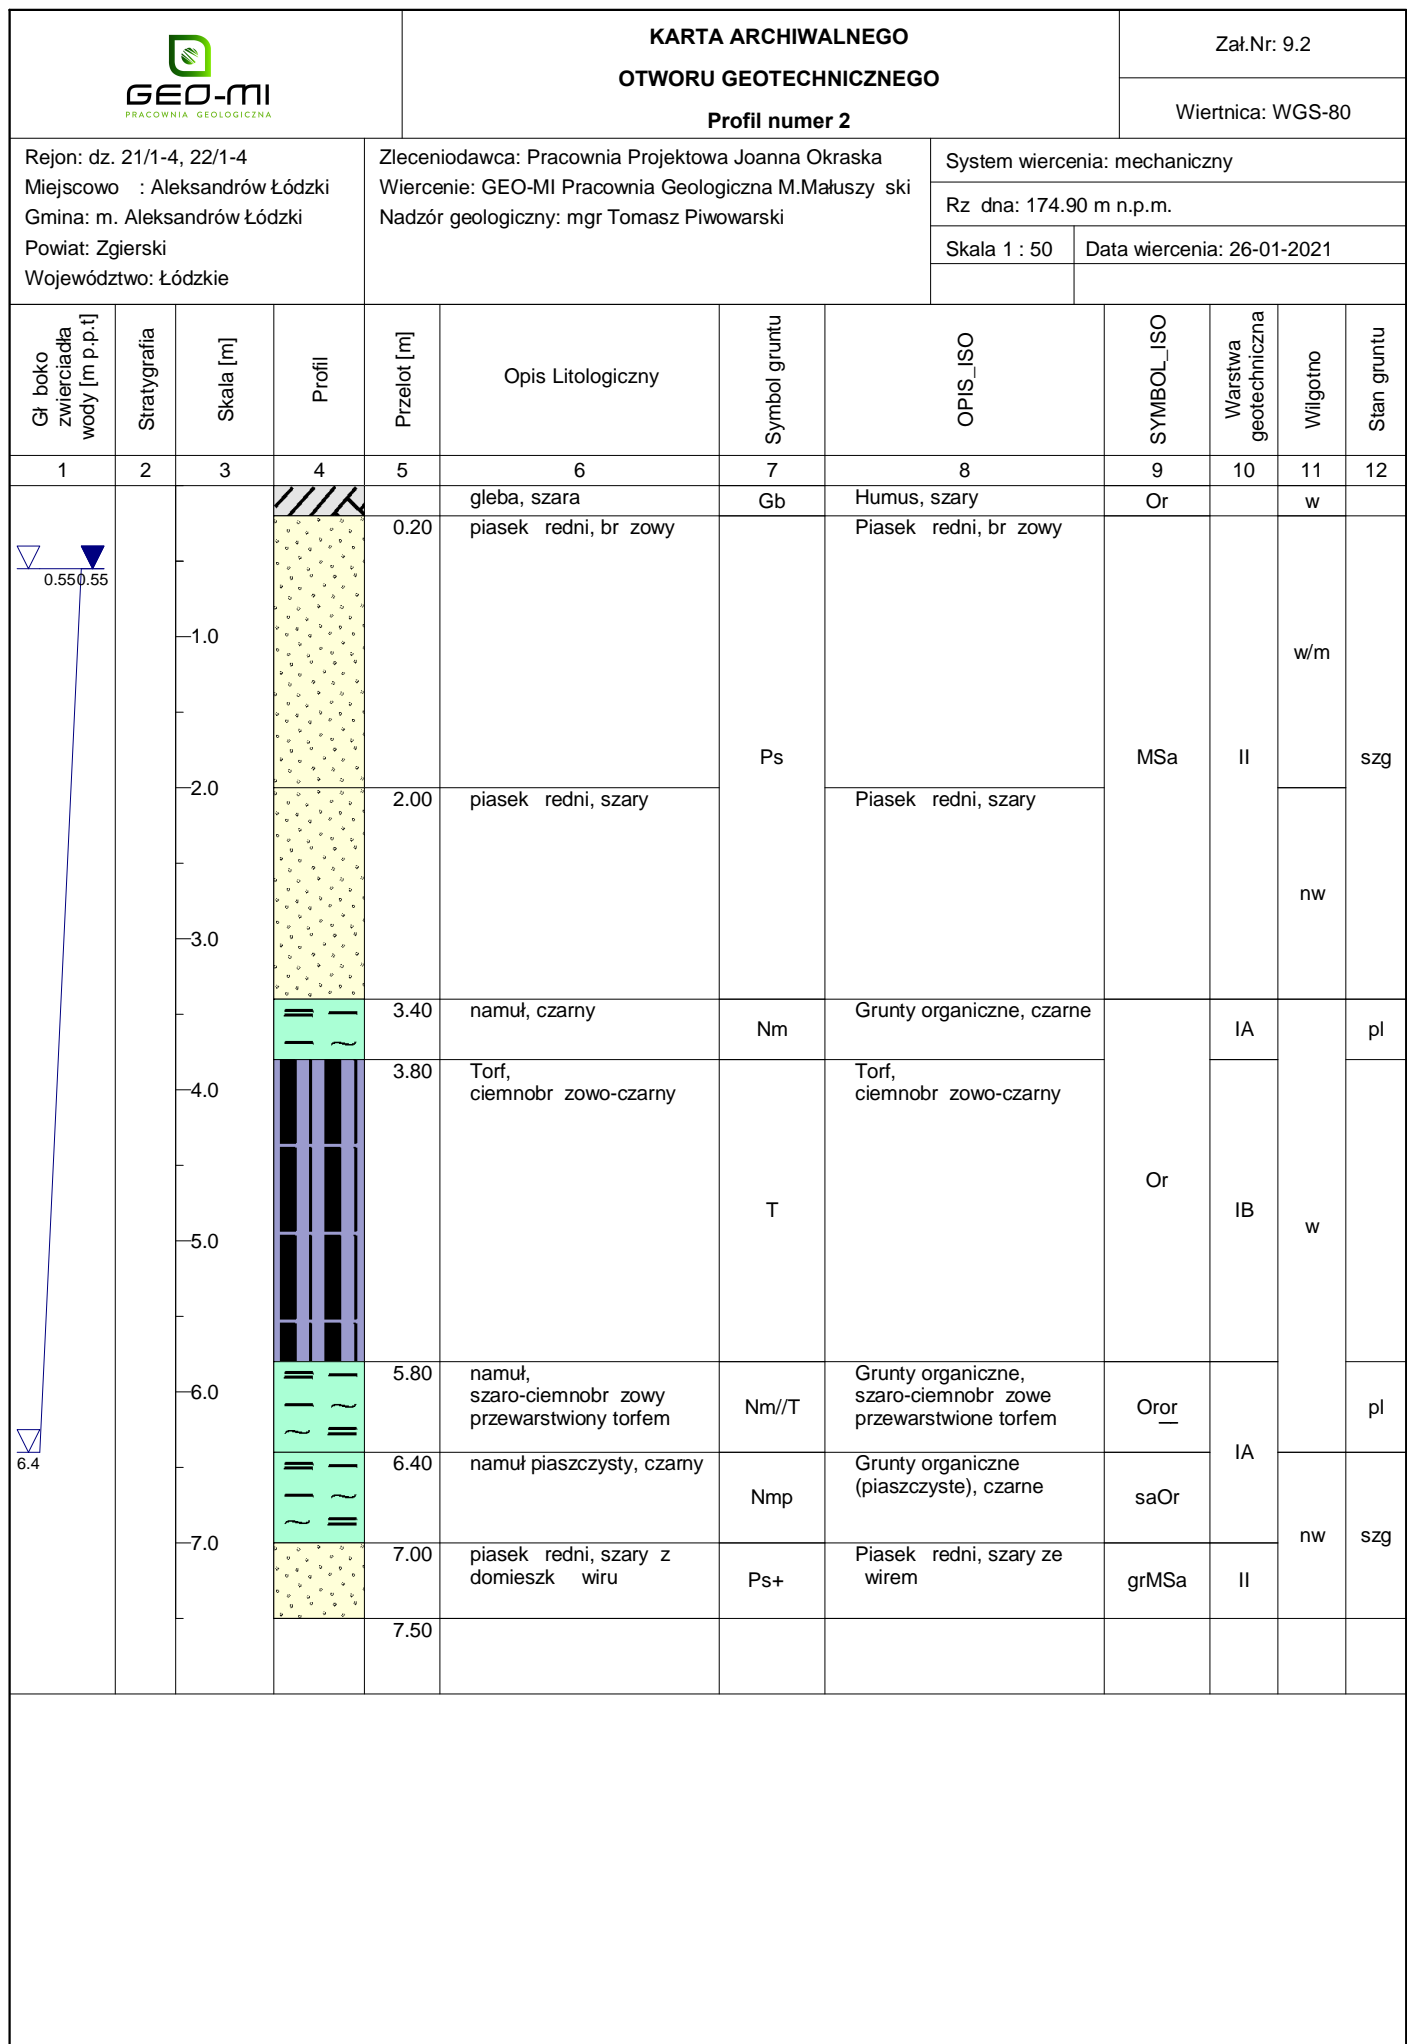 GEO-MI
PRACOWNIA GEOLOGICZNA
KARTA ARCHIWALNEGO
OTWORU GEOTECHNICZNEGO
Profil numer 2
Zał.Nr: 9.2
Wiertnica: WGS-80
Rejon: dz. 21/1-4, 22/1-4
Miejscowo : Aleksandrów Łódzki
Gmina: m. Aleksandrów Łódzki
Powiat: Zgierski
Województwo: Łódzkie
Zleceniodawca: Pracownia Projektowa Joanna Okraska
Wiercenie: GEO-MI Pracownia Geologiczna M.Małuszy ski
Nadzór geologiczny: mgr Tomasz Piwowarski
System wiercenia: mechaniczny
Rz dna: 174.90 m n.p.m.
Skala 1 : 50 Data wiercenia: 26-01-2021
Gł boko
zwierciadła
wody [m p.p.t]
Stratygrafia
Skala [m]
Profil
Przelot [m]
Opis Litologiczny
Symbol gruntu
OPIS_ISO
SYMBOL_ISO
Warstwa
geotechniczna
Wilgotno
Stan gruntu
1 2 3 4 5 6 7 8 9 10 11 12
gleba, szara Gb Humus, szary Or w
0.20 piasek redni, br zowy Piasek redni, br zowy
0.55 0.55
1.0
w/m
Ps MSa II szg
2.0
2.00 piasek redni, szary Piasek redni, szary
nw
3.0
3.40 namuł, czarny Nm Grunty organiczne, czarne IA pl
3.80 Torf,
ciemnobr zowo-czarny
Torf,
ciemnobr zowo-czarny
4.0
Or
T IB w
5.0
5.80 namuł,
szaro-ciemnobr zowy
przewarstwiony torfem
Nm//T
Grunty organiczne,
szaro-ciemnobr zowe
przewarstwione torfem
Oror
pl
6.0
IA
6.4
6.40 namuł piaszczysty, czarny
Nmp
Grunty organiczne
(piaszczyste), czarne
saOr
nw szg
7.0
7.00 piasek redni, szary z
domieszk wiru
Ps+
Piasek redni, szary ze
wirem
grMSa II
7.50